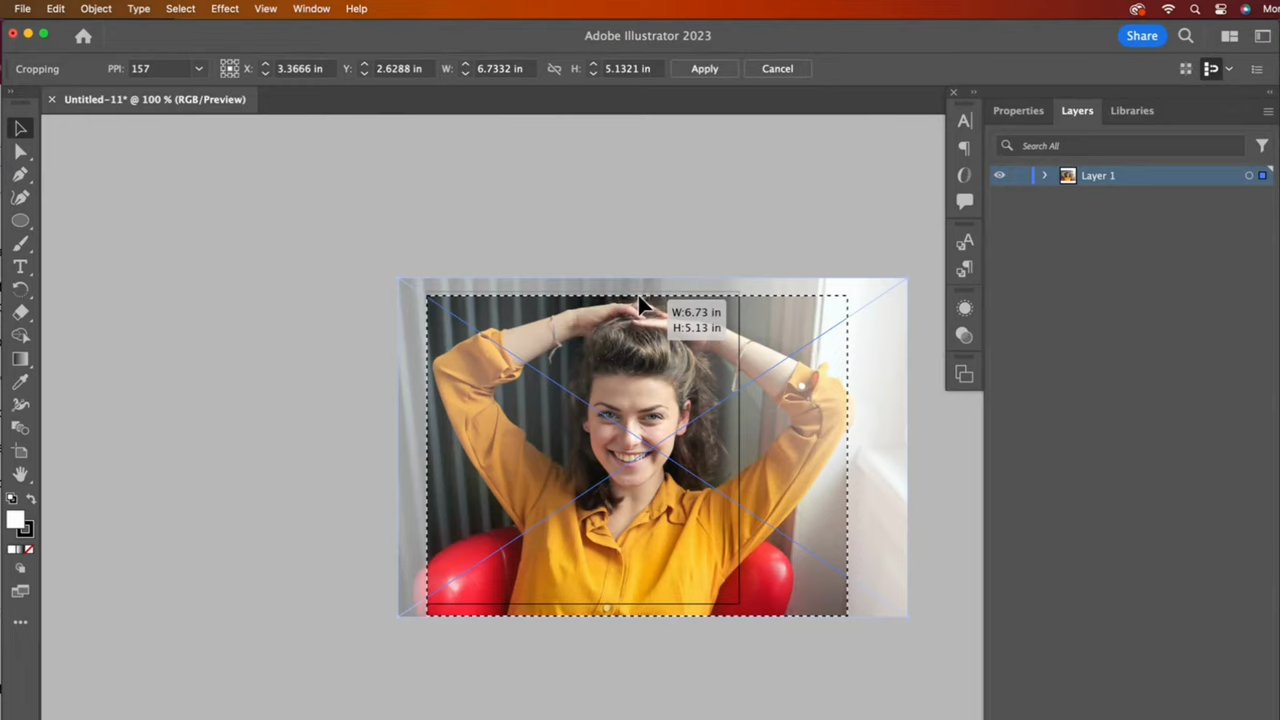 File Edit Object Type Select Effect View Window Help
Adobe Illustrator 2023
Share
Cropping PPI: 157 X: 3.3666 in Y: 2.6288 in W: 6.7332 in H: 5.1321 in Apply Cancel
Untitled-11* @ 100 % (RGB/Preview)
Properties Layers Libraries
Search All
Layer 1
W:6.73 in
H:5.13 in